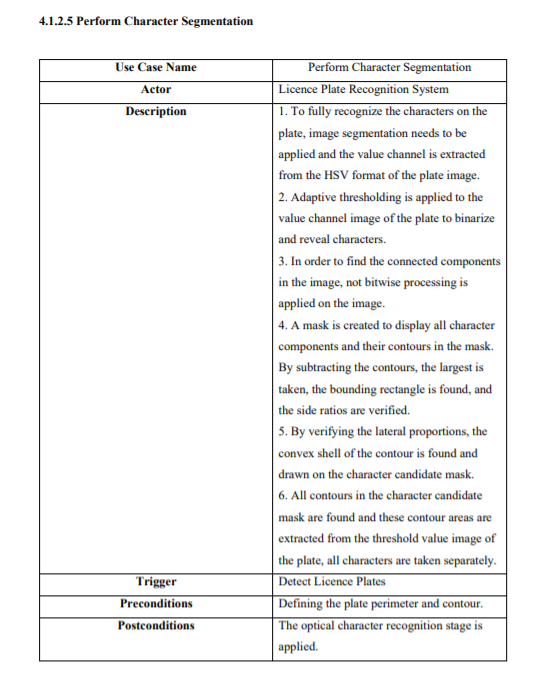 4.1.2.5 Perform Character Segmentation
Use Case Name
Perform Character Segmentation
Actor
Licence Plate Recognition System
Description
1. To fully recognize the characters on the
plate, image segmentation needs to be
applied and the value channel is extracted
from the HSV format of the plate image.
2. Adaptive thresholding is applied to the
value channel image of the plate to binarize
and reveal characters.
3. In order to find the connected components
in the image, not bitwise processing is
applied on the image.
4. A mask is created to display all character
components and their contours in the mask.
By subtracting the contours, the largest is
taken, the bounding rectangle is found, and
the side ratios are verified.
5. By verifying the lateral proportions, the
convex shell of the contour is found and
drawn on the character candidate mask.
6. All contours in the character candidate
mask are found and these contour areas are
extracted from the threshold value image of
the plate, all characters are taken separately.
Trigger
Detect Licence Plates
Preconditions
Defining the plate perimeter and contour.
Postconditions
The optical character recognition stage is
applied.